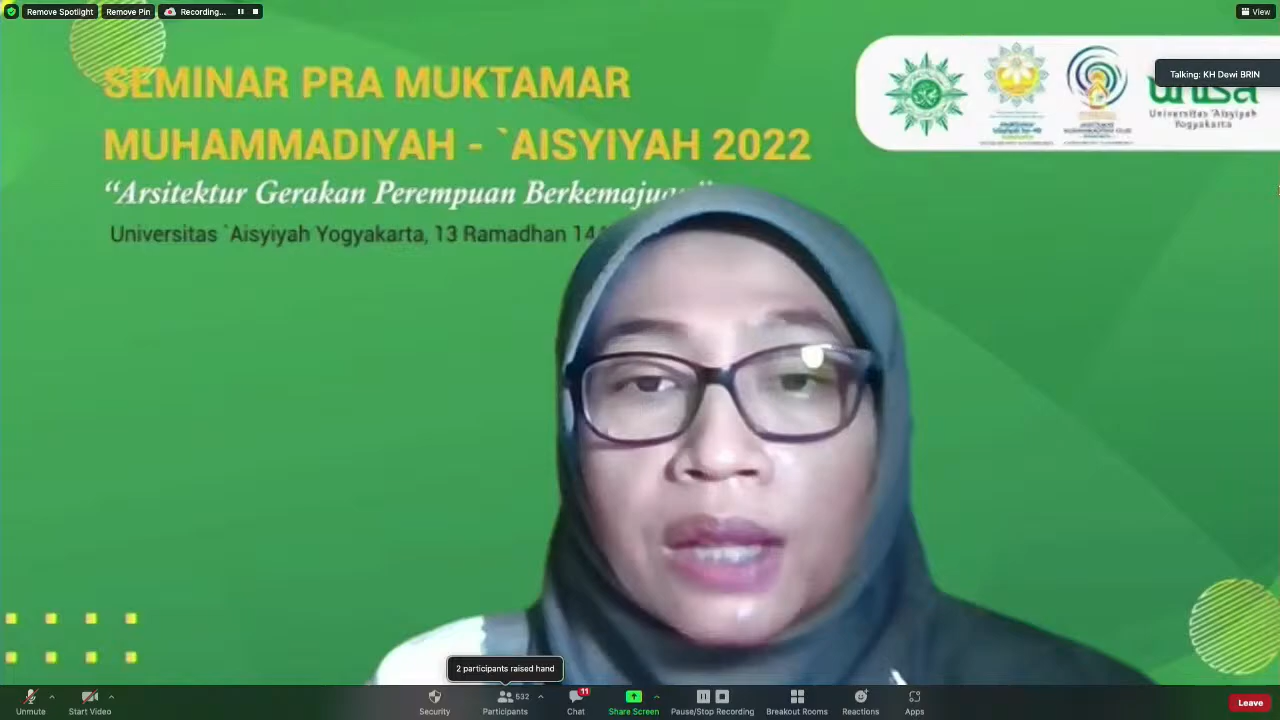 Remove Spotlight
Remove Pin
Recording...
View
SEMINAR PRA MUKTAMAR
MUHAMMADIYAH - `AISYIYAH 2022
Talking: KH Dewi BRIN
unisa
Universitas `Aisyiyah
Yogyakarta
“Arsitektur Gerakan Perempuan
Universitas `Aisyiyah Yogyakarta, 13 Ramadhan
2 participants raised hand
Unmute
Start Video
Security
532
Participants
11
Chat
Share Screen
Pause/Stop Recording
Breakout Rooms
Reactions
Apps
Leave